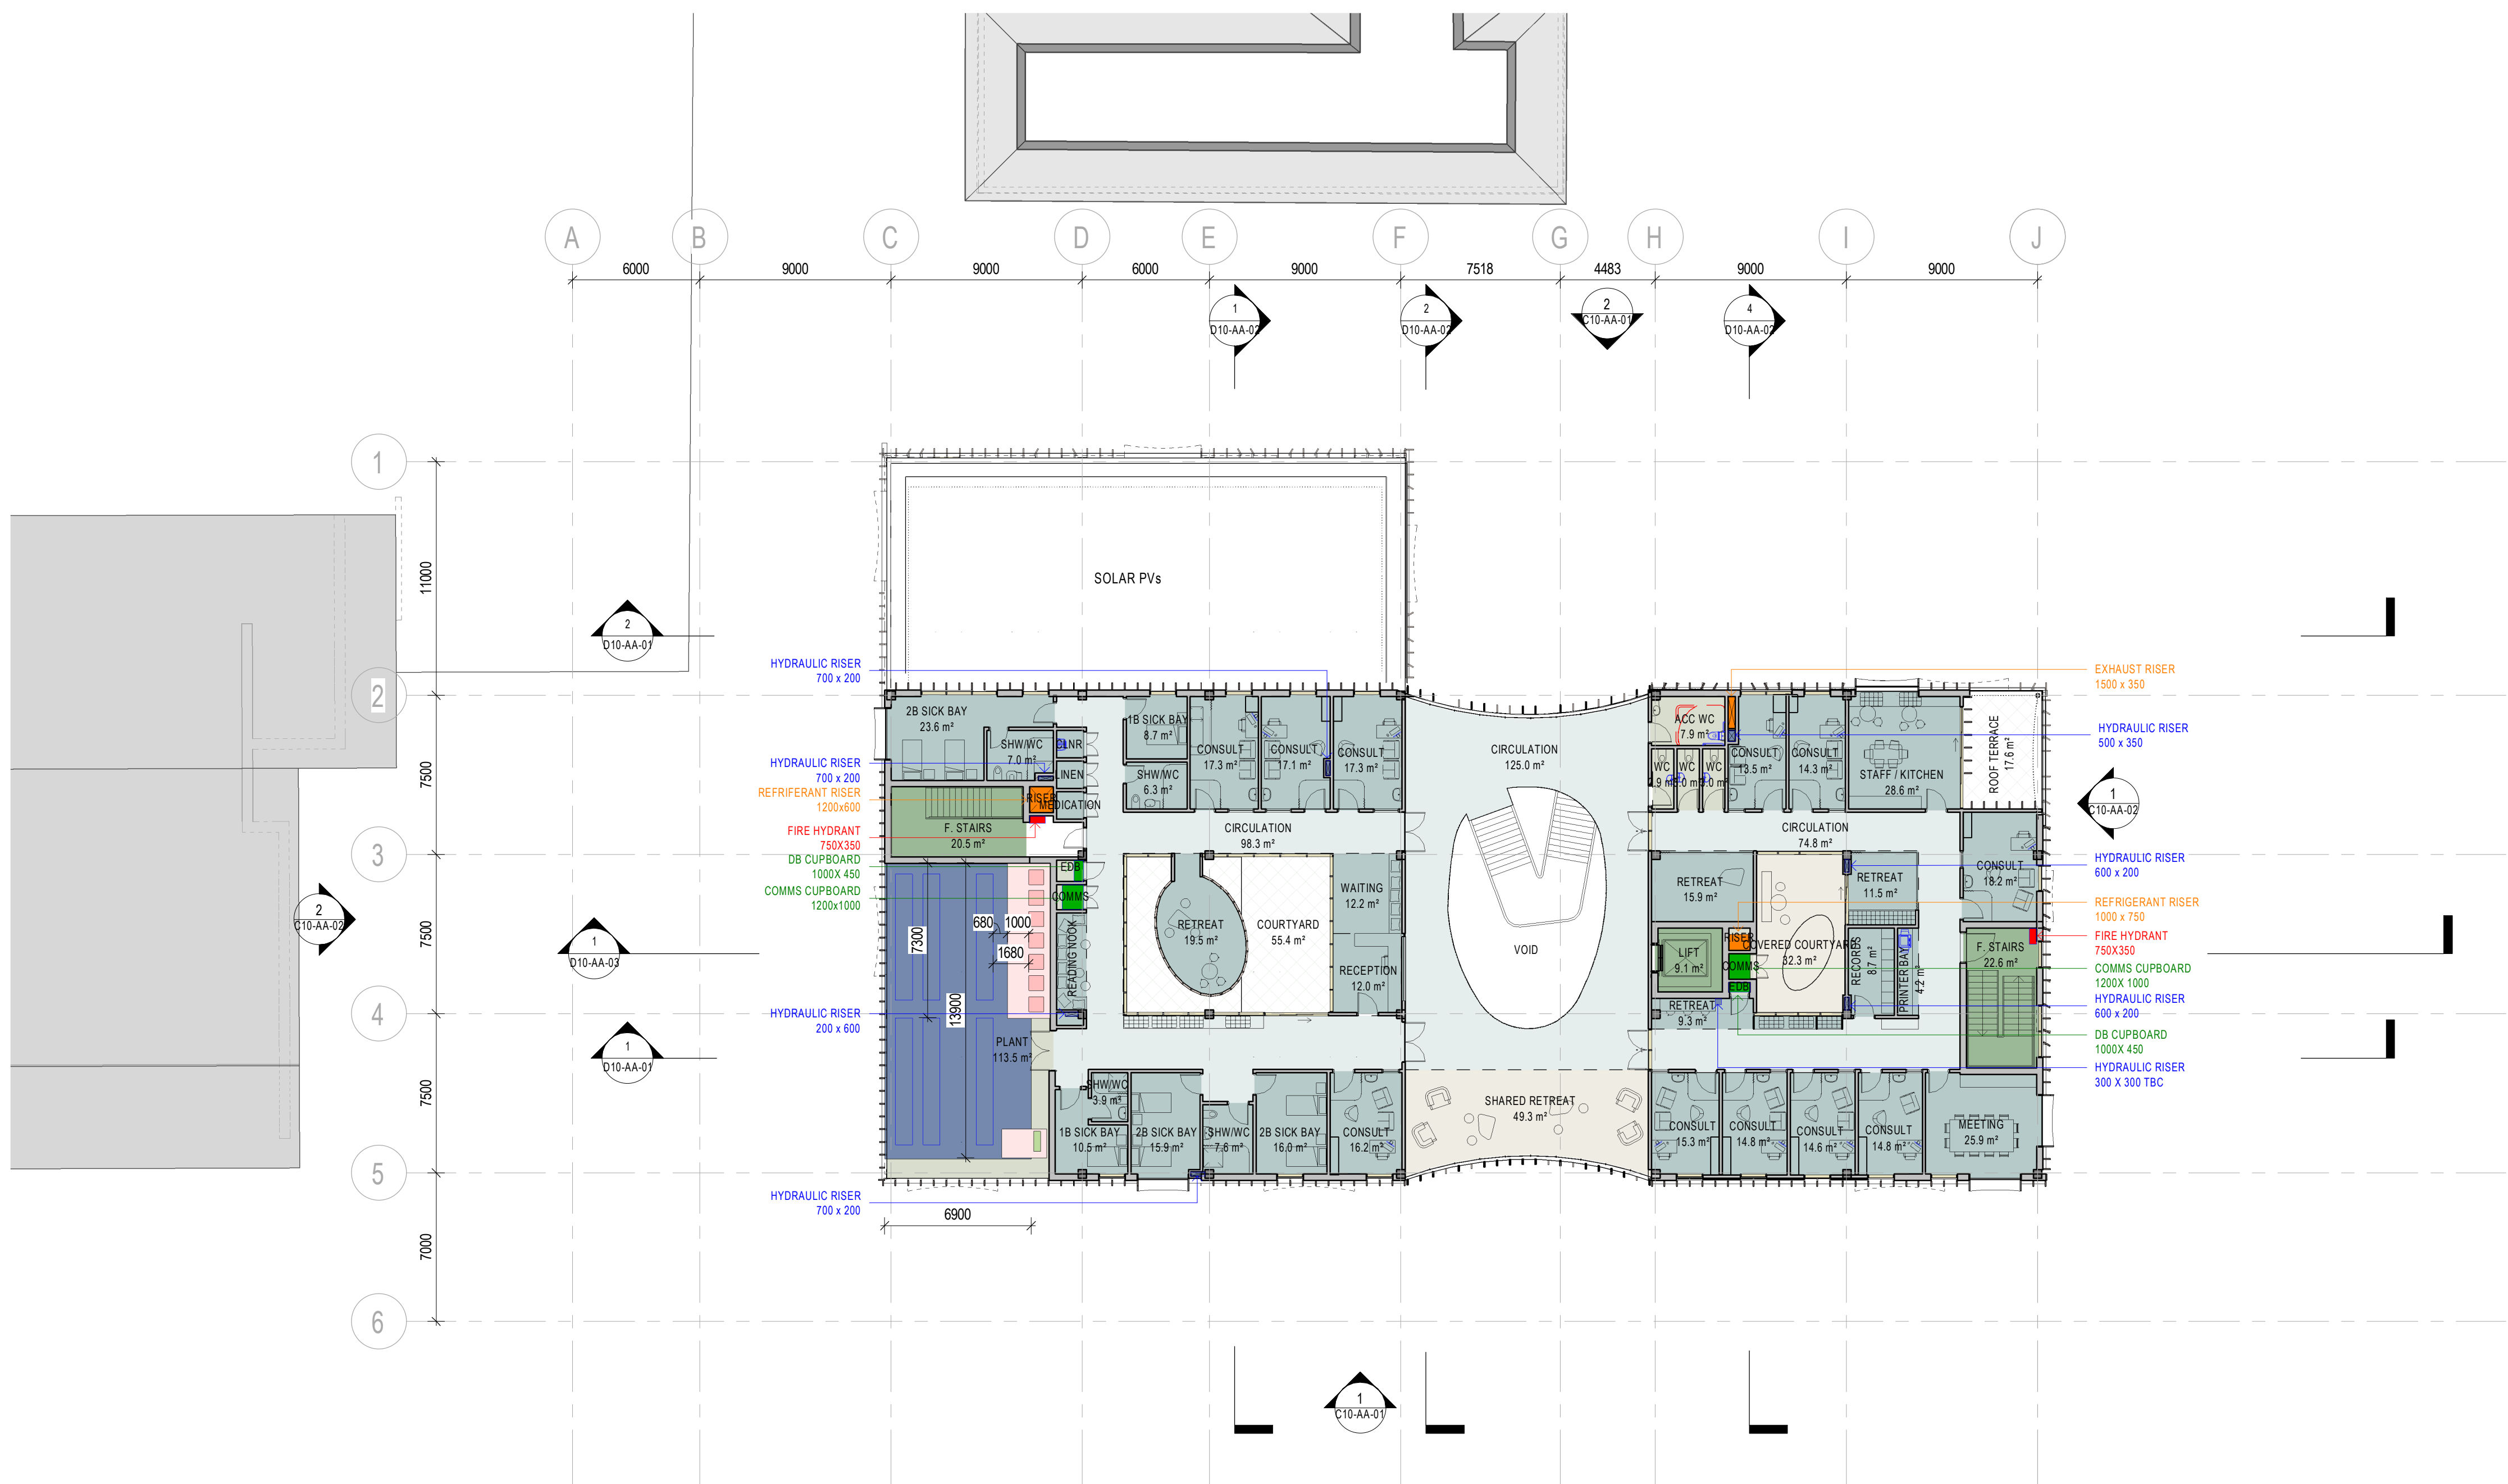 A
B
C
D
E
F
G
H
I
J
6000
9000
9000
6000
9000
7518
4483
9000
9000
1
D10-AA-02
2
D10-AA-02
2
C10-AA-01
4
D10-AA-02
1
2
3
4
5
6
11000
7500
7500
7500
7000
2
D10-AA-01
2
C10-AA-02
1
D10-AA-03
1
D10-AA-01
1
C10-AA-02
1
C10-AA-01
SOLAR PVs
HYDRAULIC RISER
700 x 200
HYDRAULIC RISER
700 x 200
REFRIFERANT RISER
1200x600
FIRE HYDRANT
750X350
DB CUPBOARD
1000X 450
COMMS CUPBOARD
1200x1000
HYDRAULIC RISER
200 x 600
HYDRAULIC RISER
700 x 200
6900
2B SICK BAY
23.6 m²
SHW/WC
7.0 m²
LINEN
RISER
MEDICATION
F. STAIRS
20.5 m²
EDB
COMMS
READING NOOK
680
1000
1680
7300
13900
PLANT
113.5 m²
1B SICK BAY
8.7 m²
SHW/WC
6.3 m²
CONSULT
17.3 m²
CONSULT
17.1 m²
CONSULT
17.3 m²
CIRCULATION
98.3 m²
RETREAT
19.5 m²
COURTYARD
55.4 m²
WAITING
12.2 m²
RECEPTION
12.0 m²
SHW/WC
3.9 m²
1B SICK BAY
10.5 m²
2B SICK BAY
15.9 m²
SHW/WC
7.6 m²
2B SICK BAY
16.0 m²
CONSULT
16.2 m²
CIRCULATION
125.0 m²
VOID
SHARED RETREAT
49.3 m²
ACC WC
7.9 m²
WC
WC
WC
CONSULT
13.5 m²
CONSULT
14.3 m²
STAFF / KITCHEN
28.6 m²
ROOF TERRACE
17.6 m²
CIRCULATION
74.8 m²
RETREAT
15.9 m²
RETREAT
11.5 m²
CONSULT
18.2 m²
RISER
COVERED COURTYARD
32.3 m²
LIFT
9.1 m²
COMMS
EDB
RETREAT
9.3 m²
RECORDS
8.7 m²
PRINTER BAY
4.2 m²
F. STAIRS
22.6 m²
CONSULT
15.3 m²
CONSULT
14.8 m²
CONSULT
14.6 m²
CONSULT
14.8 m²
MEETING
25.9 m²
EXHAUST RISER
1500 x 350
HYDRAULIC RISER
500 x 350
HYDRAULIC RISER
600 x 200
REFRIGERANT RISER
1000 x 750
FIRE HYDRANT
750X350
COMMS CUPBOARD
1200X 1000
HYDRAULIC RISER
600 x 200
DB CUPBOARD
1000X 450
HYDRAULIC RISER
300 X 300 TBC